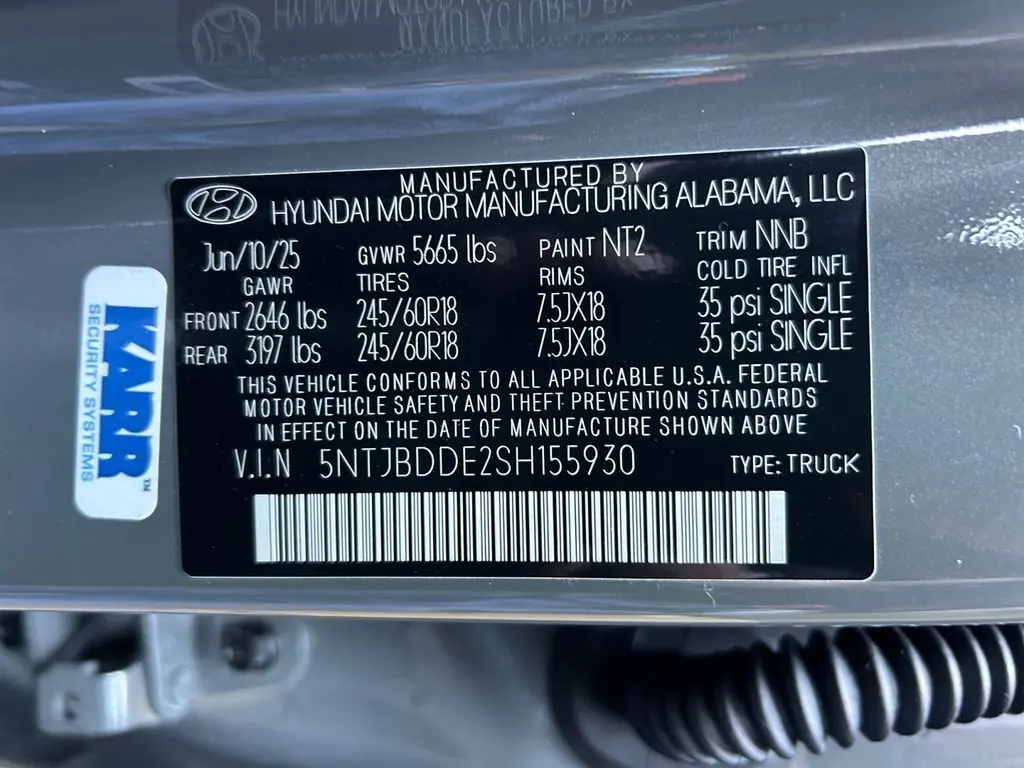 MANUFACTURED BY
HYUNDAI MOTOR MANUFACTURING ALABAMA, LLC
Jun/10/25 GVWR 5665 lbs PAINT NT2 TRIM NNB
GAWR TIRES RIMS COLD TIRE INFL
FRONT 2646 lbs 245/60R18 7.5JX18 35 psi SINGLE
REAR 3197 lbs 245/60R18 7.5JX18 35 psi SINGLE
THIS VEHICLE CONFORMS TO ALL APPLICABLE U.S.A. FEDERAL
MOTOR VEHICLE SAFETY AND THEFT PREVENTION STANDARDS
IN EFFECT ON THE DATE OF MANUFACTURE SHOWN ABOVE
V.I.N 5NTJBDDE2SH155930 TYPE: TRUCK
KARR™
SECURITY SYSTEMS